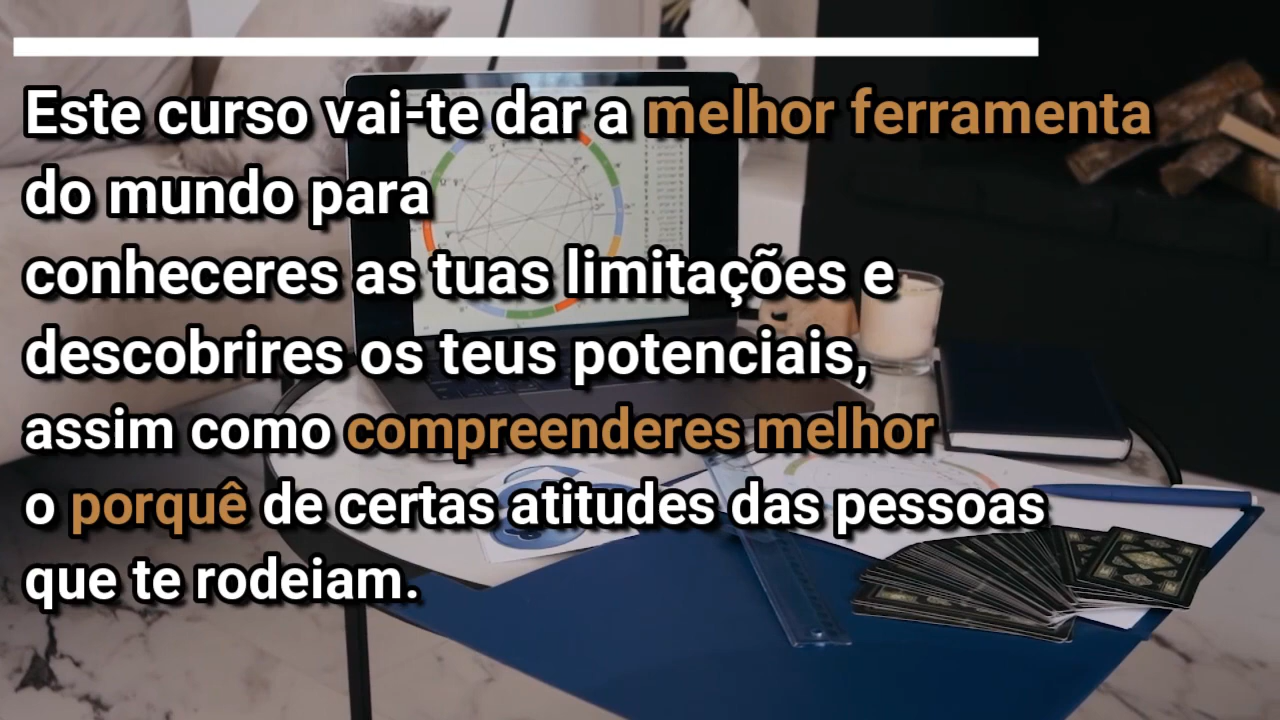 Este curso vai-te dar a melhor ferramenta
do mundo para
conheceres as tuas limitações e
descobrires os teus potenciais,
assim como compreenderes melhor
o porquê de certas atitudes das pessoas
que te rodeiam.